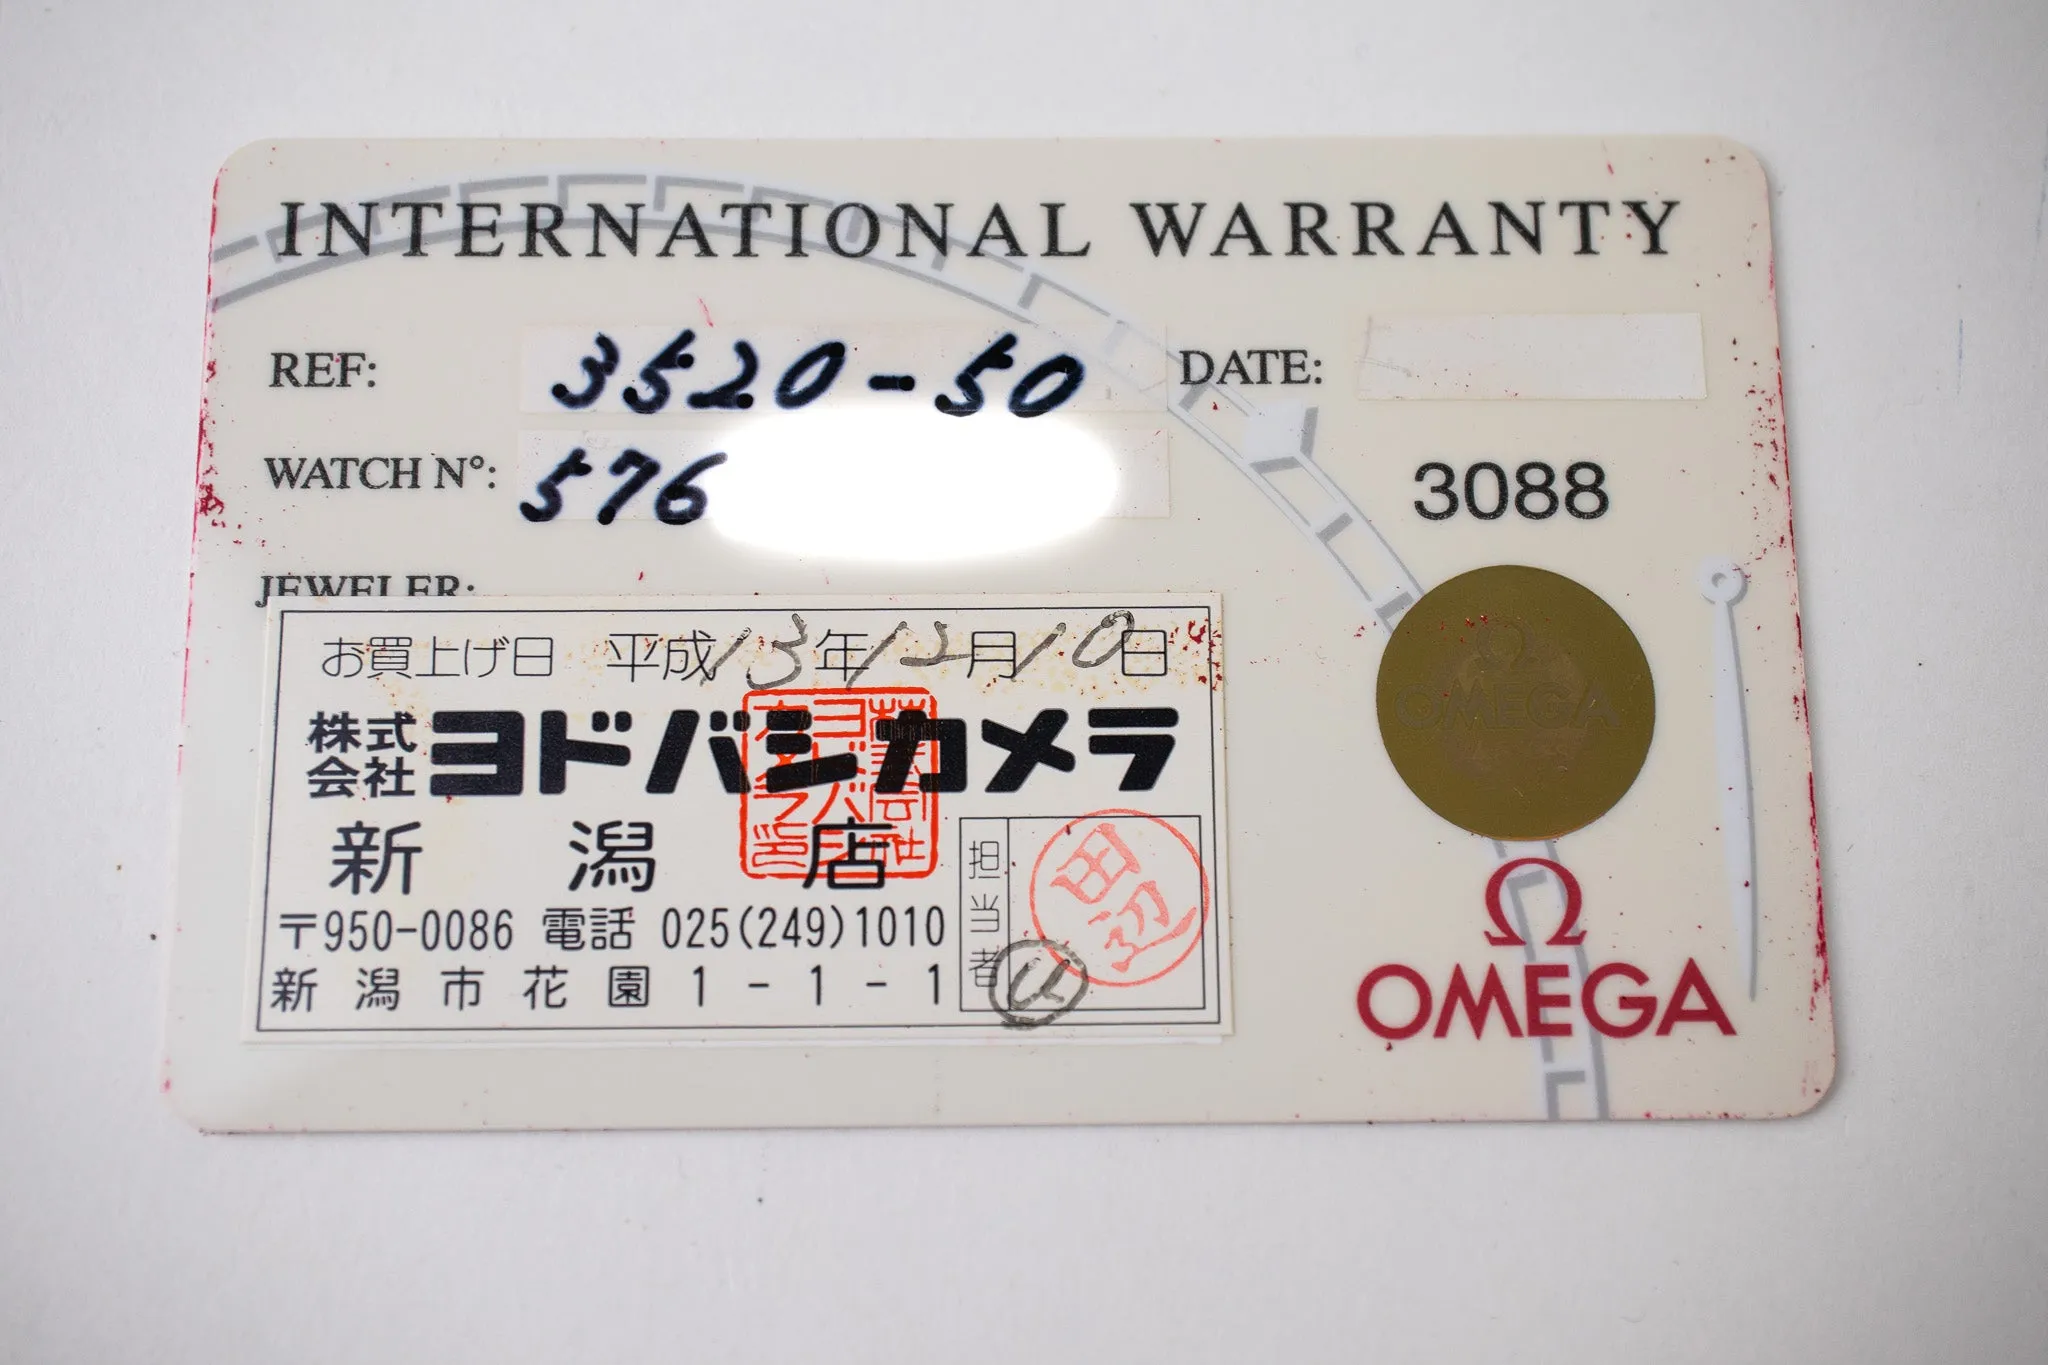 INTERNATIONAL WARRANTY
REF: 3520-50 DATE:
WATCH N°: 576
3088
JEWELER:
お買上げ日 平成13年12月10日
株式会社ヨドバシカメラ
新潟店
〒950-0086 電話 025(249)1010
新潟市花園1-1-1
担当者
田辺
Ω
OMEGA
OMEGA